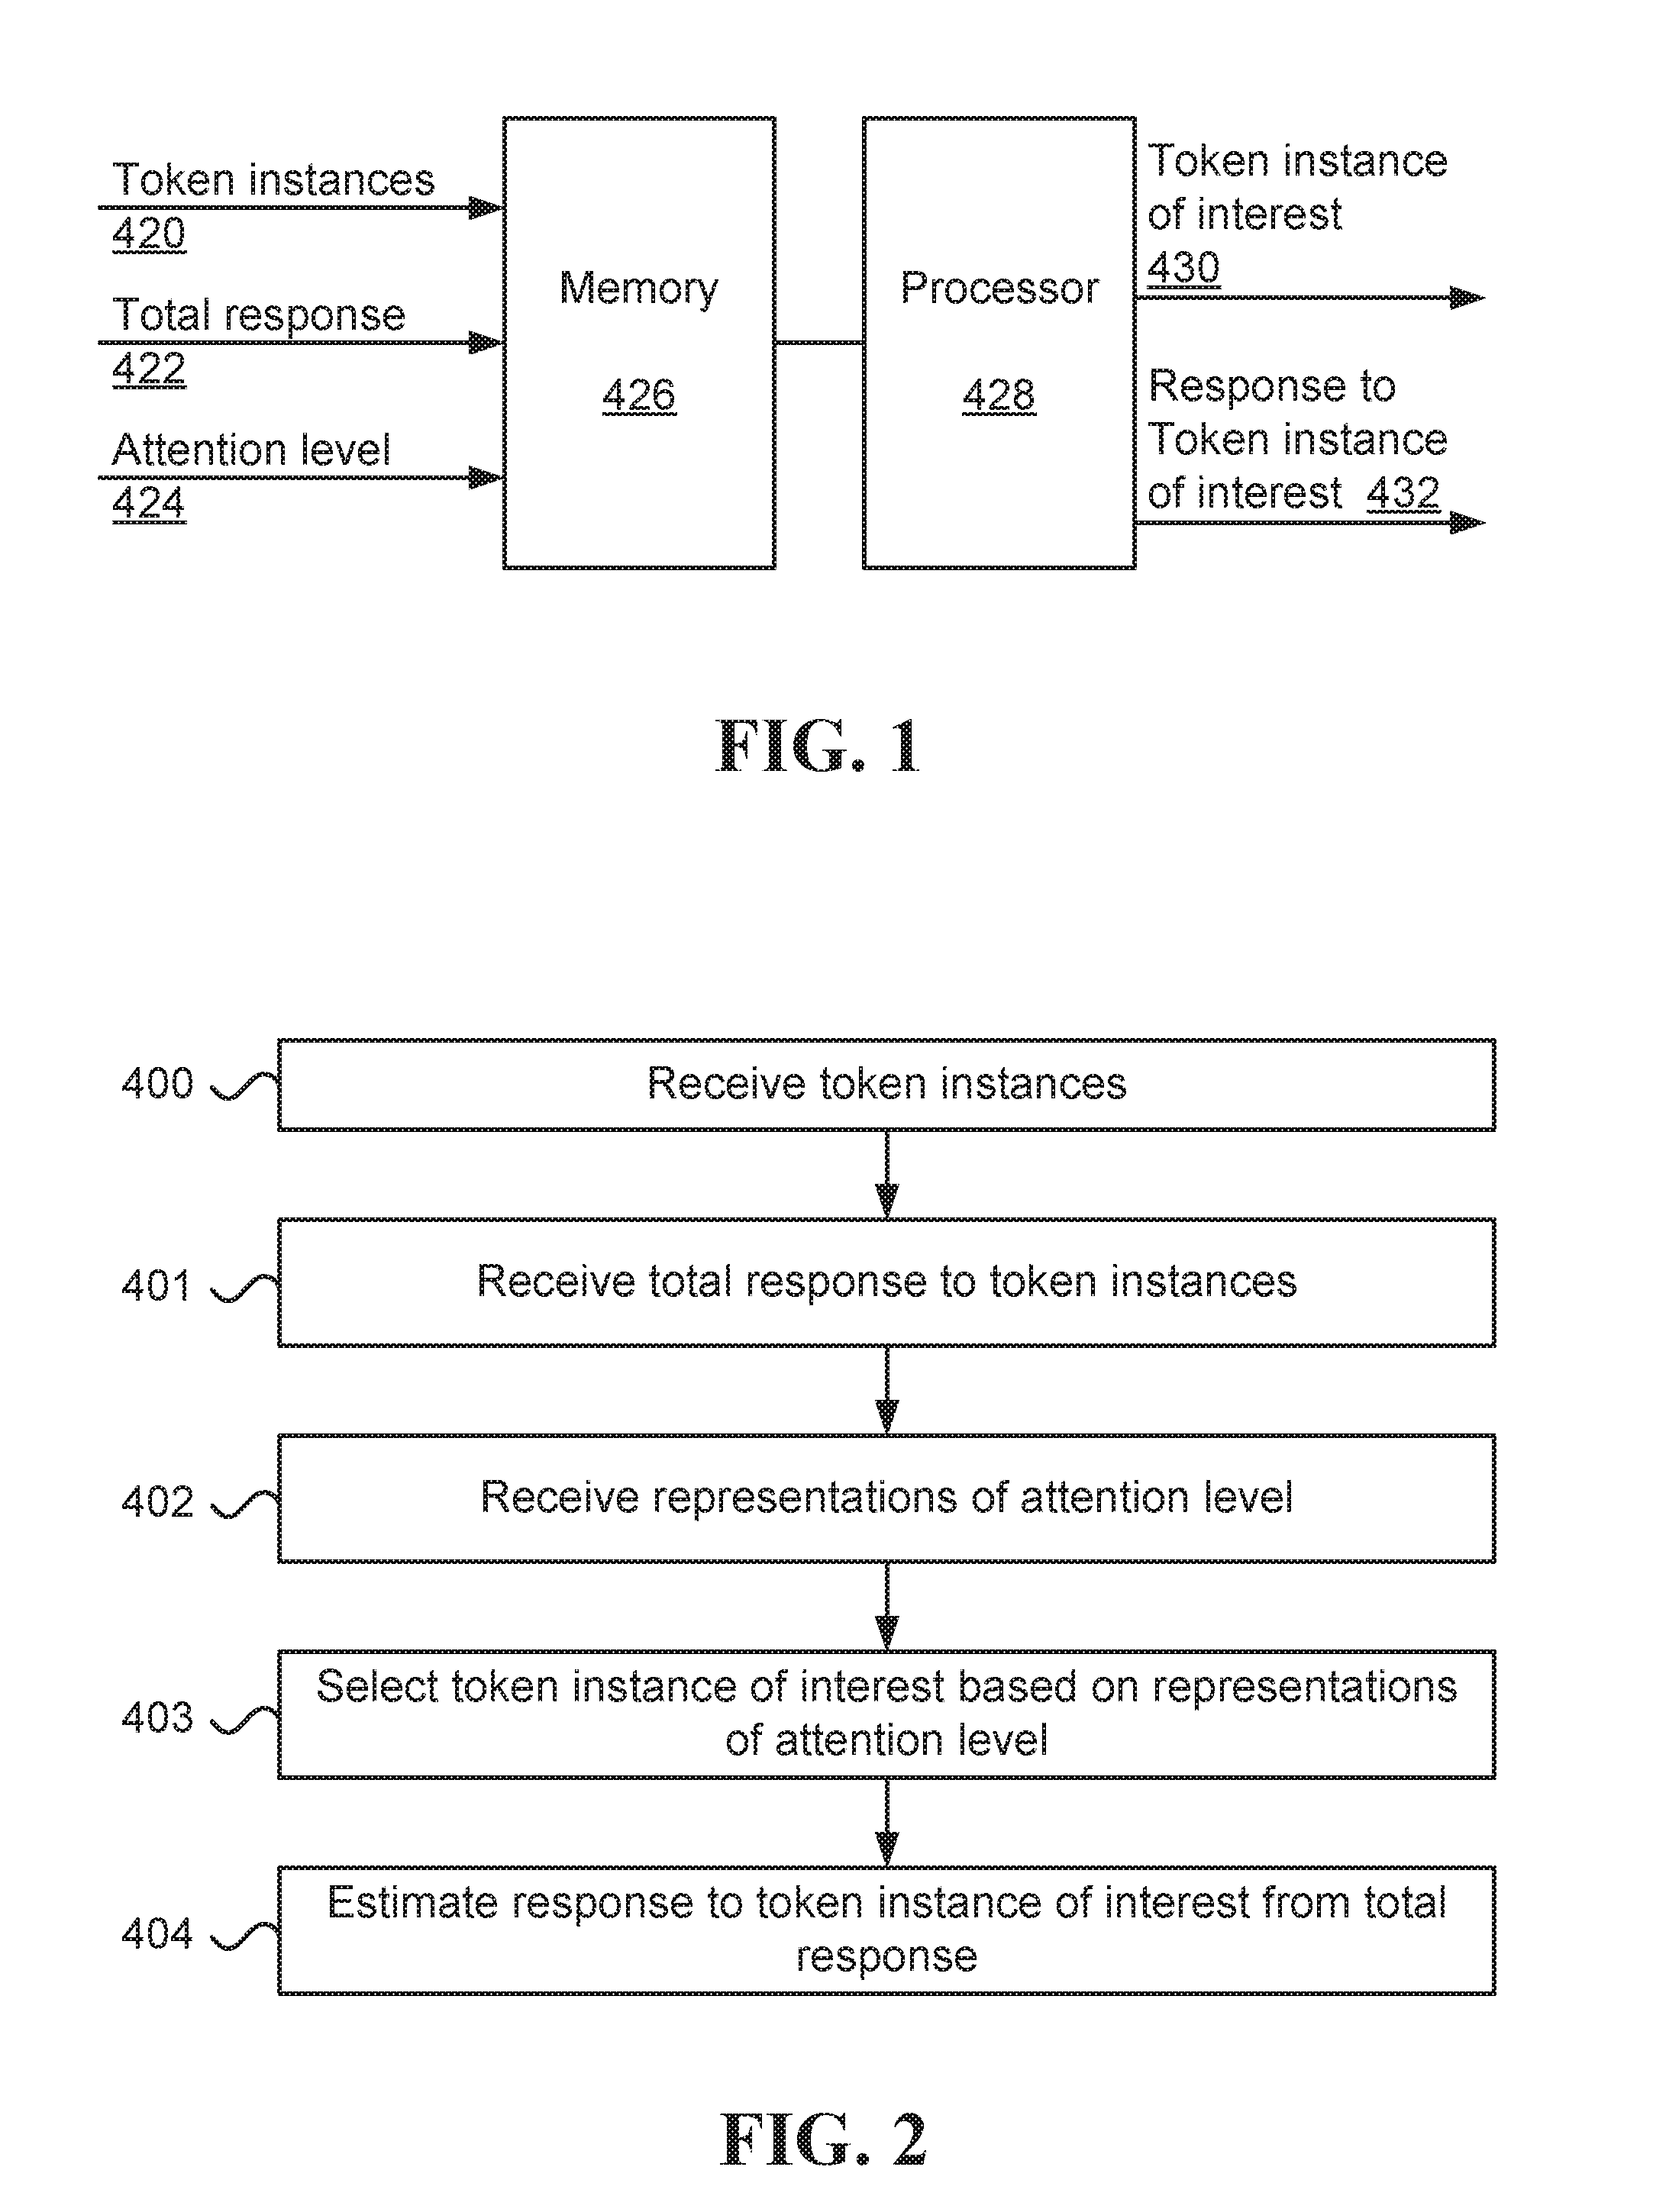 Token instances
420
Total response
422
Attention level
424
Memory
426
Processor
428
Token instance
of interest
430
Response to
Token instance
of interest 432
FIG. 1
400
Receive token instances
401
Receive total response to token instances
402
Receive representations of attention level
403
Select token instance of interest based on representations
of attention level
404
Estimate response to token instance of interest from total
response
FIG. 2